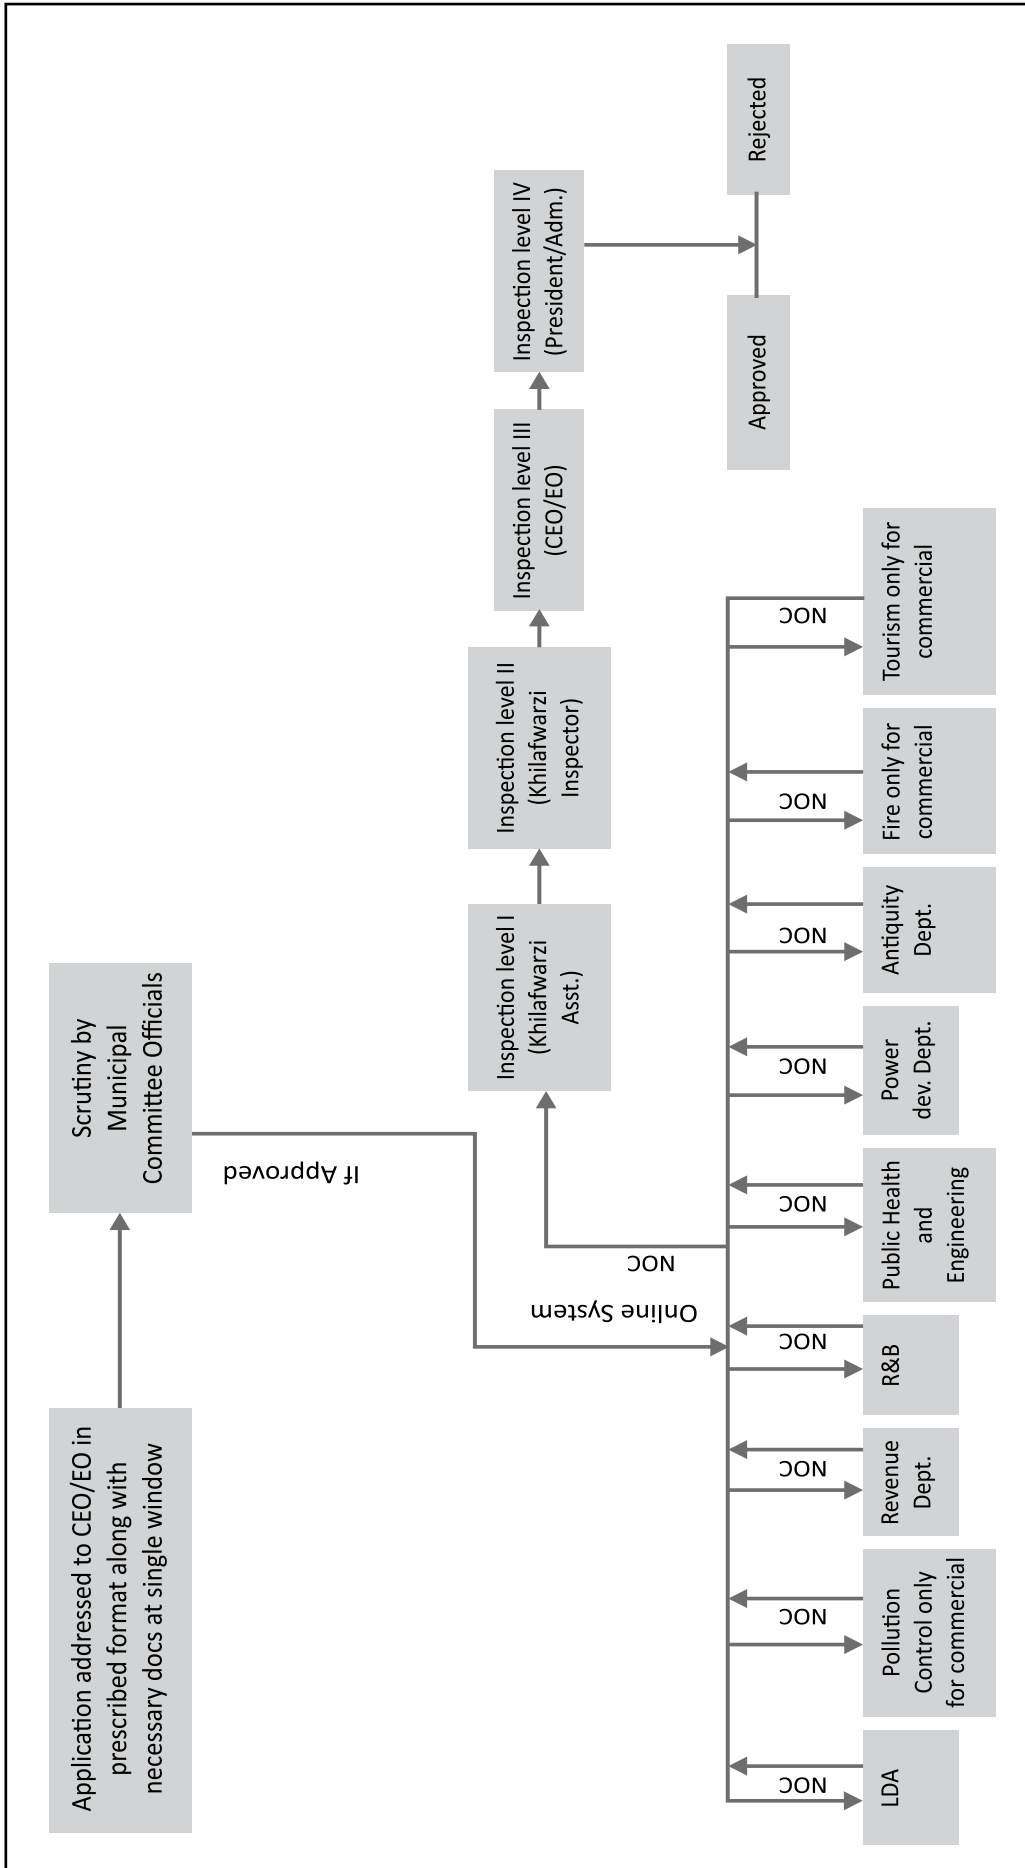 Application addressed to CEO/EO in
prescribed format along with
necessary docs at single window
Scrutiny by
Municipal
Committee Officials
If Approved
Online System
NOC
Inspection level I
(Khilafwarzi
Asst.)
Inspection level II
(Khilafwarzi
Inspector)
Inspection level III
(CEO/EO)
Inspection level IV
(President/Adm.)
Approved
Rejected
NOC
NOC
NOC
NOC
NOC
NOC
NOC
NOC
NOC
LDA
Pollution
Control only
for commercial
Revenue
Dept.
R&B
Public Health
and
Engineering
Power
dev. Dept.
Antiquity
Dept.
Fire only for
commercial
Tourism only for
commercial